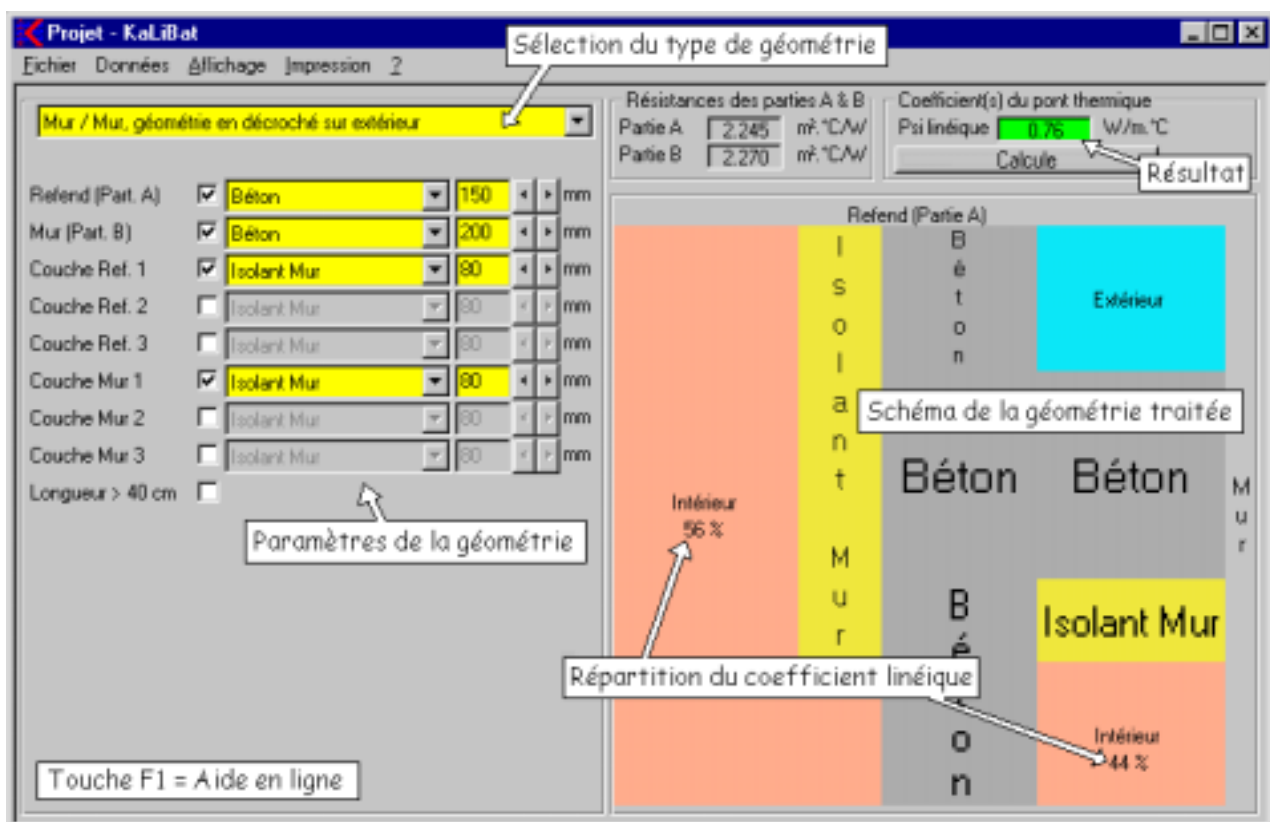 Projet - KaLiBat
Sélection du type de géométrie
Fichier Données Affichage Impression ?
Mur / Mur, géométrie en décroché sur extérieur
Résistances des parties A & B
Partie A 2.245 m².°C/W
Partie B 2.270 m².°C/W
Coefficient(s) du pont thermique
Psi linéique 0.76 W/m.°C
Calcule
Résultat
Refend (Part. A) Béton 150 mm
Mur (Part. B) Béton 200 mm
Couche Ref. 1 Isolant Mur 80 mm
Couche Ref. 2 Isolant Mur 80 mm
Couche Ref. 3 Isolant Mur 80 mm
Couche Mur 1 Isolant Mur 80 mm
Couche Mur 2 Isolant Mur 80 mm
Couche Mur 3 Isolant Mur 80 mm
Longueur > 40 cm
Paramètres de la géométrie
Touche F1 = Aide en ligne
Refend (Partie A)
Isolant Mur
Béton
Extérieur
Schéma de la géométrie traitée
Béton Béton
Mur
Intérieur
56 %
Isolant Mur
Répartition du coefficient linéique
Béton
Intérieur
44 %